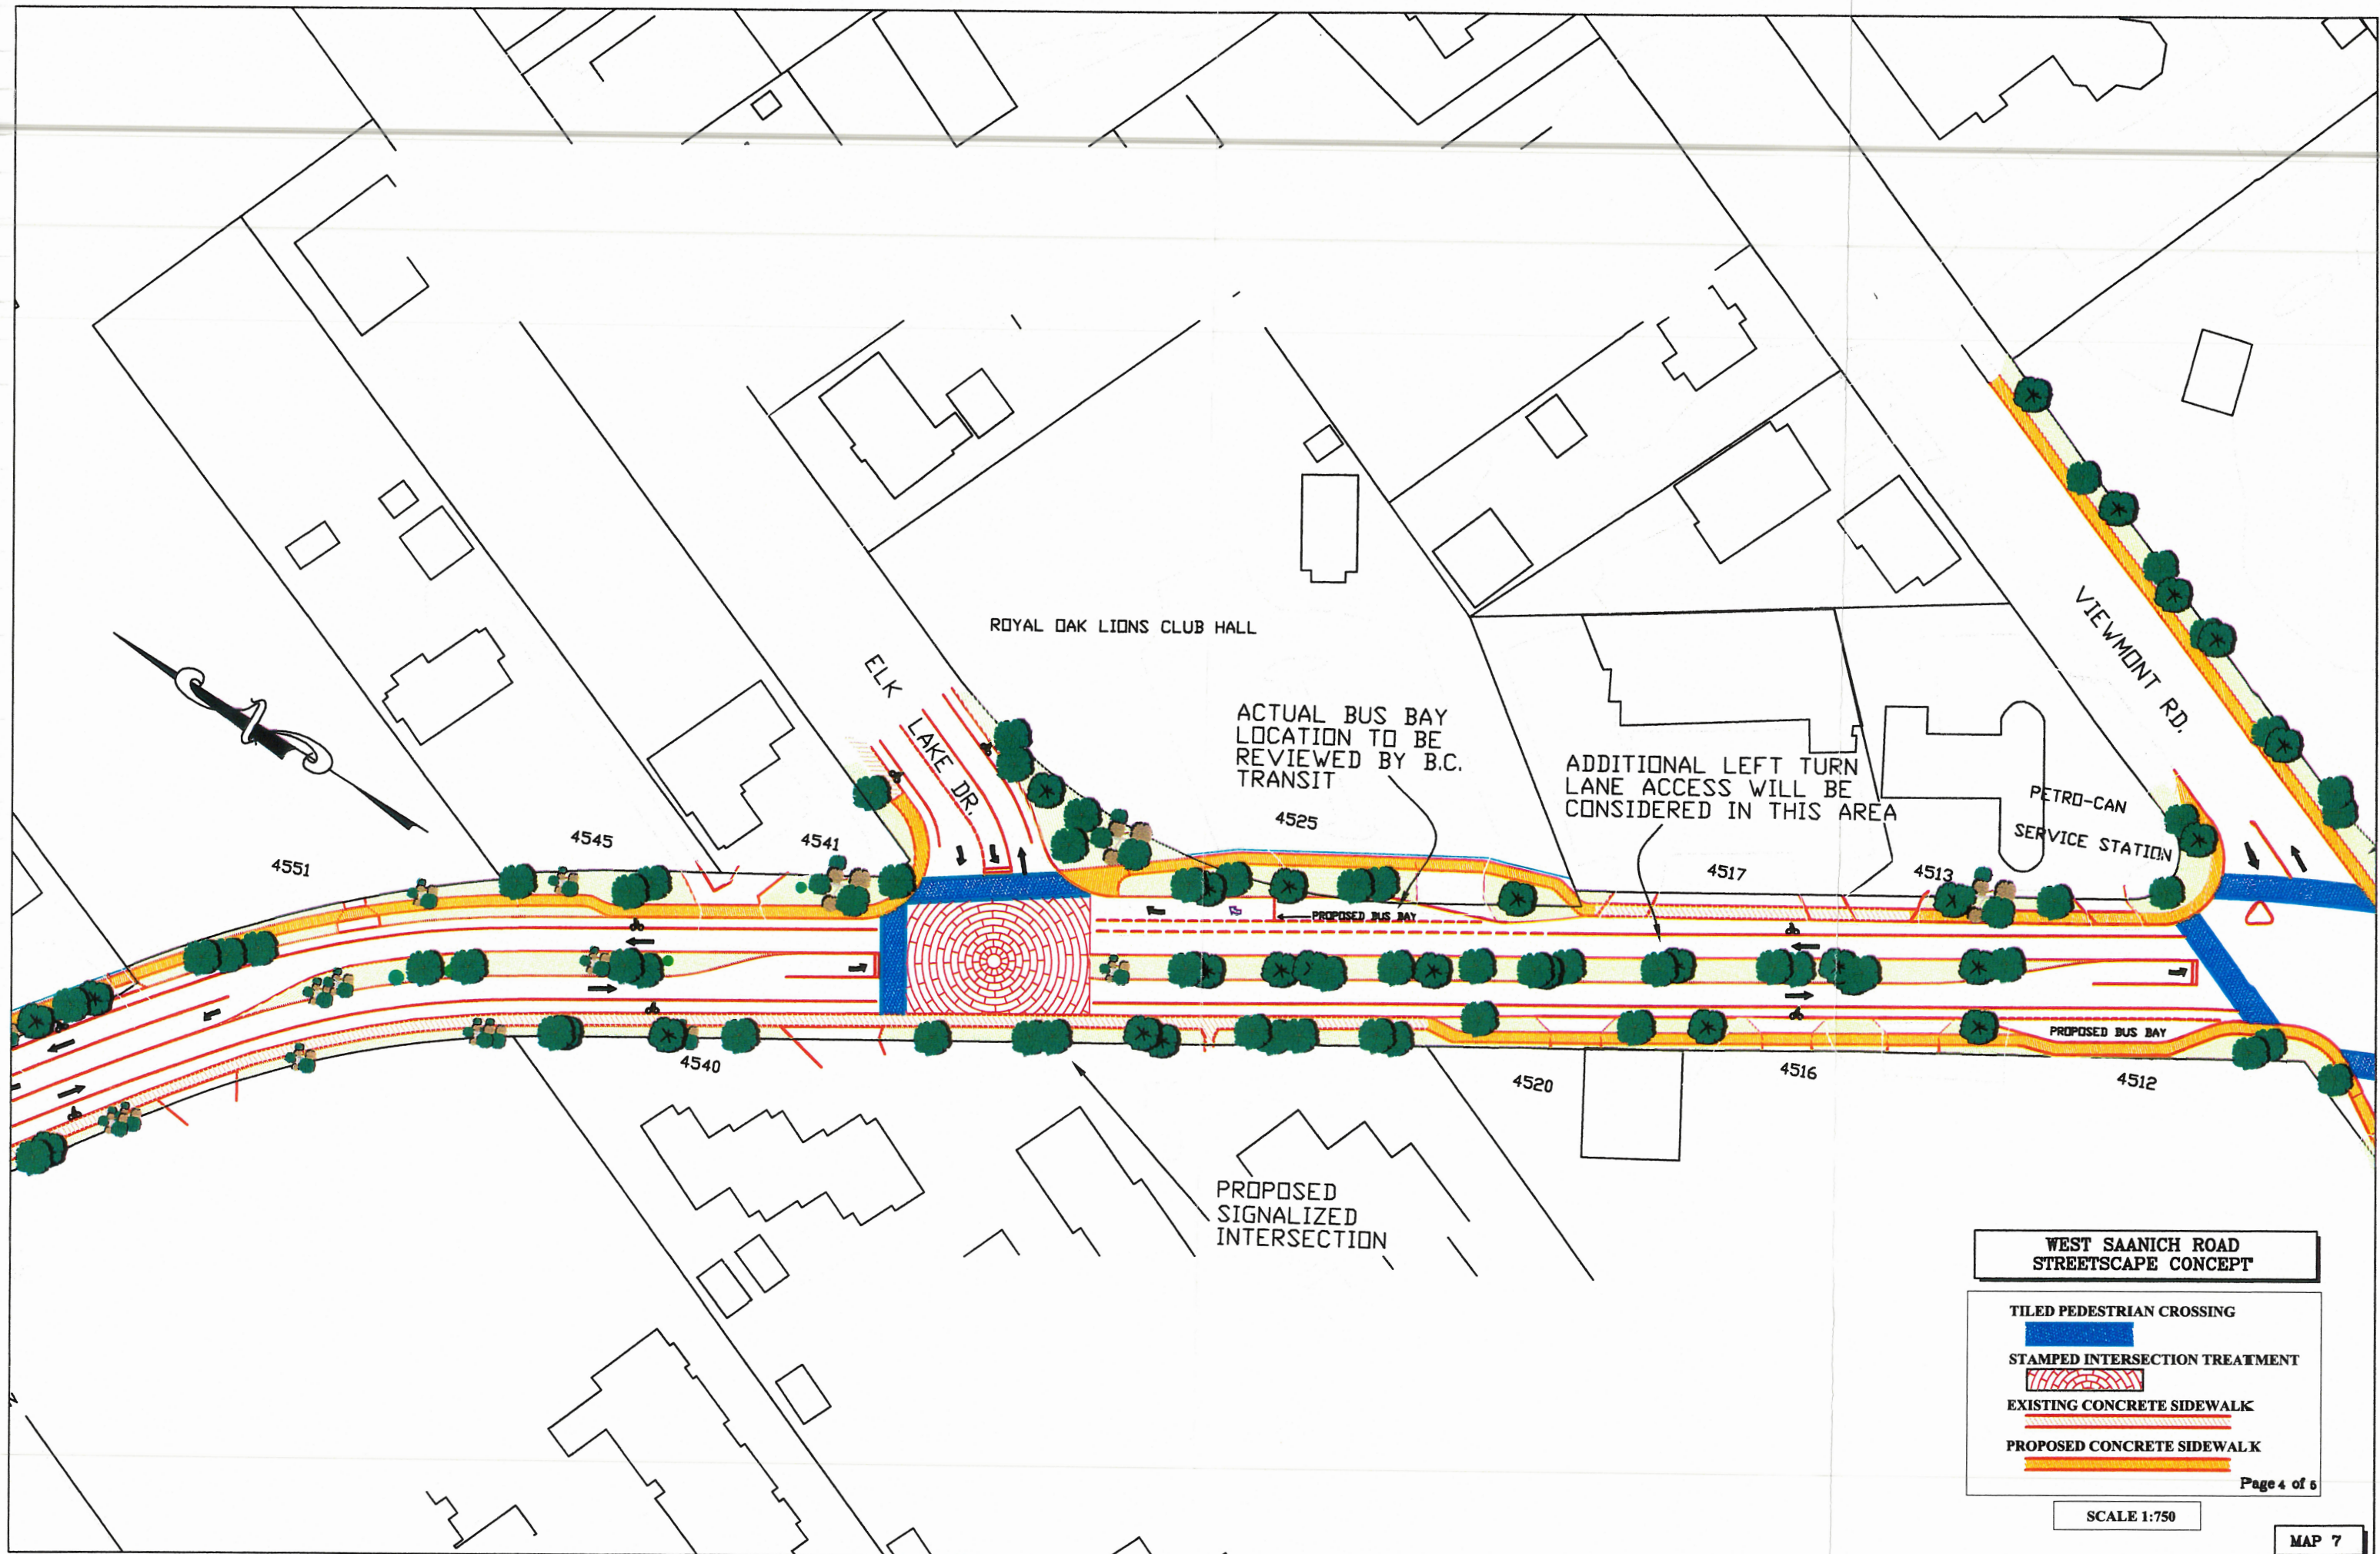 ROYAL OAK LIONS CLUB HALL
VIEWMONT RD.
ELK LAKE DR.
ACTUAL BUS BAY
LOCATION TO BE
REVIEWED BY B.C.
TRANSIT
ADDITIONAL LEFT TURN
LANE ACCESS WILL BE
CONSIDERED IN THIS AREA
PETRO-CAN
SERVICE STATION
4551
4545
4541
4525
4517
4513
PROPOSED BUS BAY
PROPOSED BUS BAY
4540
4520
4516
4512
PROPOSED
SIGNALIZED
INTERSECTION
WEST SAANICH ROAD
STREETSCAPE CONCEPT
TILED PEDESTRIAN CROSSING
STAMPED INTERSECTION TREATMENT
EXISTING CONCRETE SIDEWALK
PROPOSED CONCRETE SIDEWALK
Page 4 of 5
SCALE 1:750
MAP 7